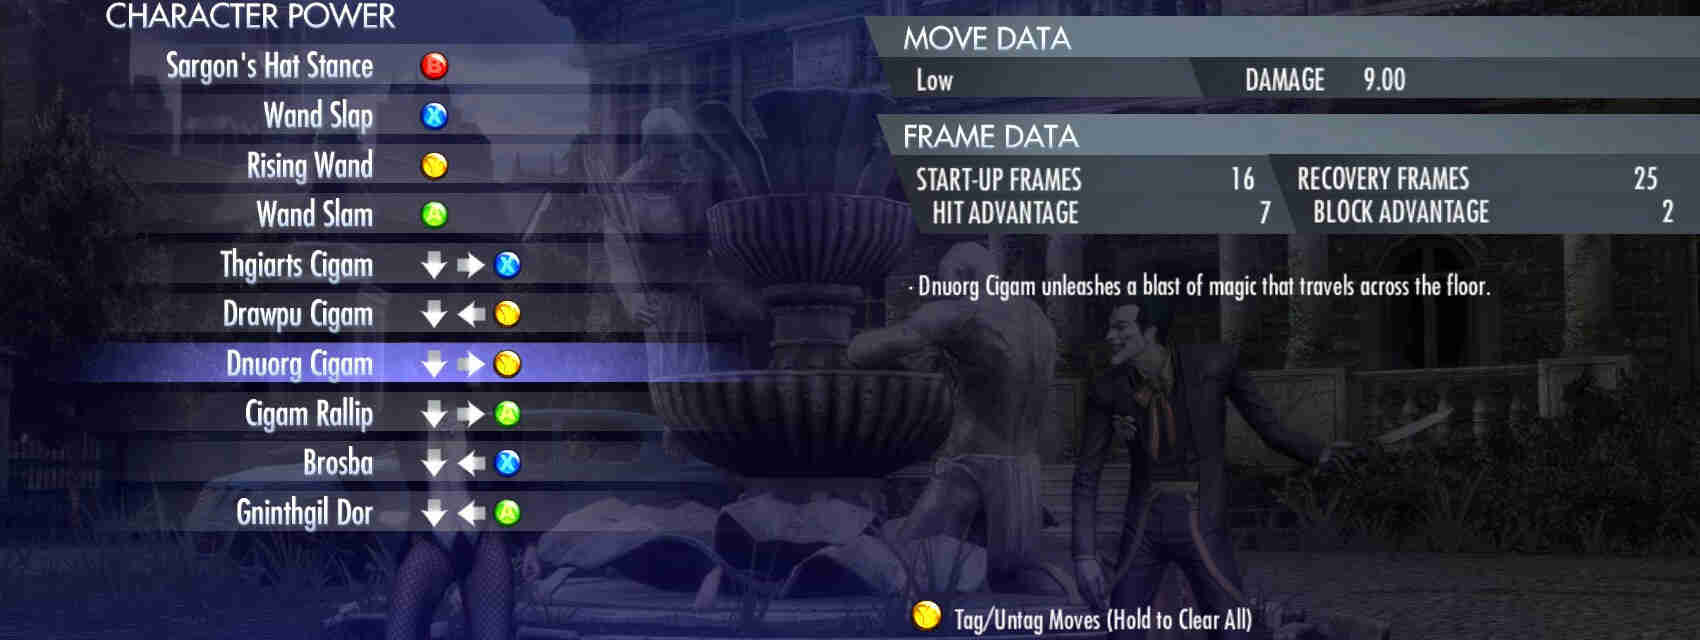 CHARACTER POWER
Sargon's Hat Stance B
Wand Slap X
Rising Wand Y
Wand Slam A
Thgiarts Cigam X
Drawpu Cigam Y
Dnuorg Cigam Y
Cigam Rallip A
Brosba X
Gninthgil Dor A
MOVE DATA
Low DAMAGE 9.00
FRAME DATA
START-UP FRAMES 16 RECOVERY FRAMES 25
HIT ADVANTAGE 7 BLOCK ADVANTAGE 2
· Dnuorg Cigam unleashes a blast of magic that travels across the floor.
Y Tag/Untag Moves (Hold to Clear All)